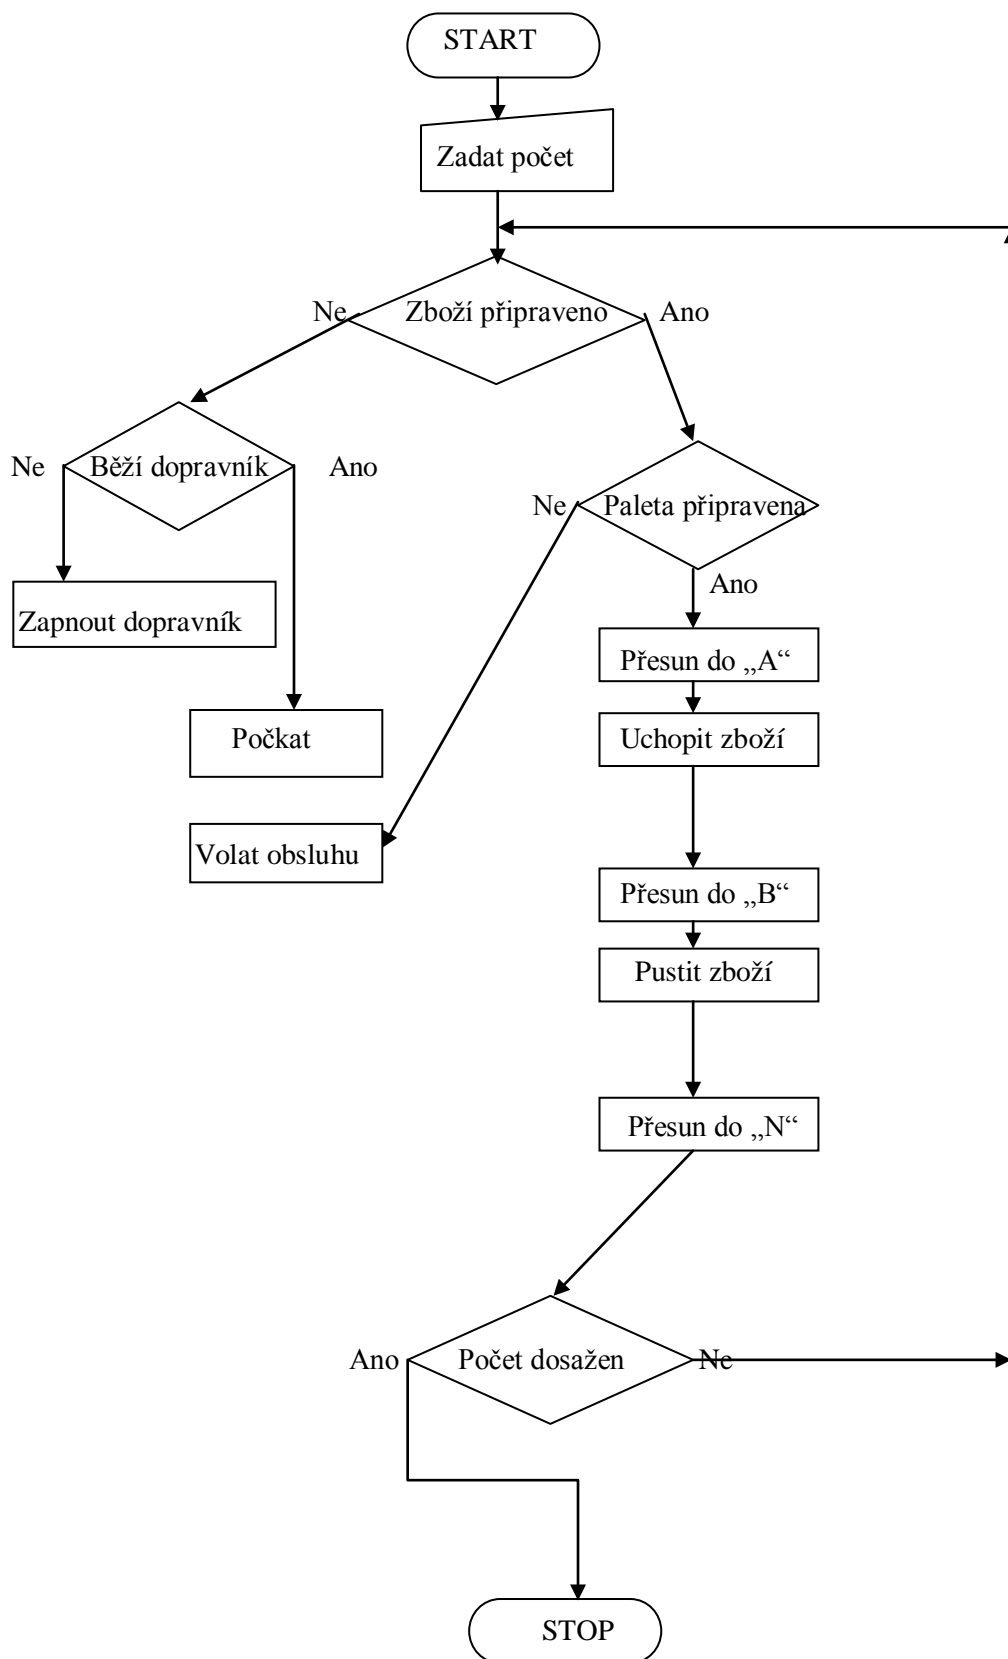 START
Zadat počet
Ne
Zboží připraveno
Ano
Ne
Běží dopravník
Ano
Ne
Paleta připravena
Ano
Zapnout dopravník
Přesun do „A“
Počkat
Uchopit zboží
Volat obsluhu
Přesun do „B“
Pustit zboží
Přesun do „N“
Ano
Počet dosažen
Ne
STOP